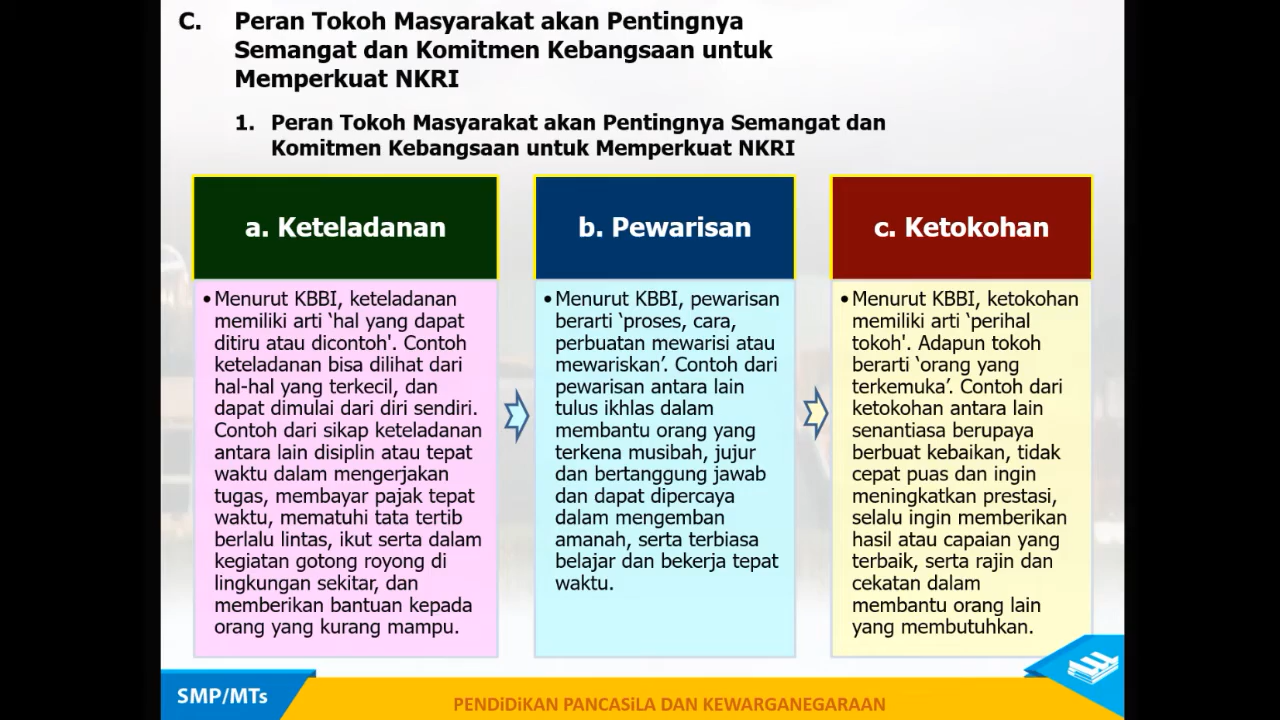 C. Peran Tokoh Masyarakat akan Pentingnya
Semangat dan Komitmen Kebangsaan untuk
Memperkuat NKRI
1. Peran Tokoh Masyarakat akan Pentingnya Semangat dan
Komitmen Kebangsaan untuk Memperkuat NKRI
a. Keteladanan
• Menurut KBBI, keteladanan
memiliki arti ‘hal yang dapat
ditiru atau dicontoh'. Contoh
keteladanan bisa dilihat dari
hal-hal yang terkecil, dan
dapat dimulai dari diri sendiri.
Contoh dari sikap keteladanan
antara lain disiplin atau tepat
waktu dalam mengerjakan
tugas, membayar pajak tepat
waktu, mematuhi tata tertib
berlalu lintas, ikut serta dalam
kegiatan gotong royong di
lingkungan sekitar, dan
memberikan bantuan kepada
orang yang kurang mampu.
b. Pewarisan
• Menurut KBBI, pewarisan
berarti ‘proses, cara,
perbuatan mewarisi atau
mewariskan’. Contoh dari
pewarisan antara lain
tulus ikhlas dalam
membantu orang yang
terkena musibah, jujur
dan bertanggung jawab
dan dapat dipercaya
dalam mengemban
amanah, serta terbiasa
belajar dan bekerja tepat
waktu.
c. Ketokohan
• Menurut KBBI, ketokohan
memiliki arti ‘perihal
tokoh'. Adapun tokoh
berarti ‘orang yang
terkemuka’. Contoh dari
ketokohan antara lain
senantiasa berupaya
berbuat kebaikan, tidak
cepat puas dan ingin
meningkatkan prestasi,
selalu ingin memberikan
hasil atau capaian yang
terbaik, serta rajin dan
cekatan dalam
membantu orang lain
yang membutuhkan.
SMP/MTs
PENDiDiKAN PANCASiLA DAN KEWARGANEGARAAN